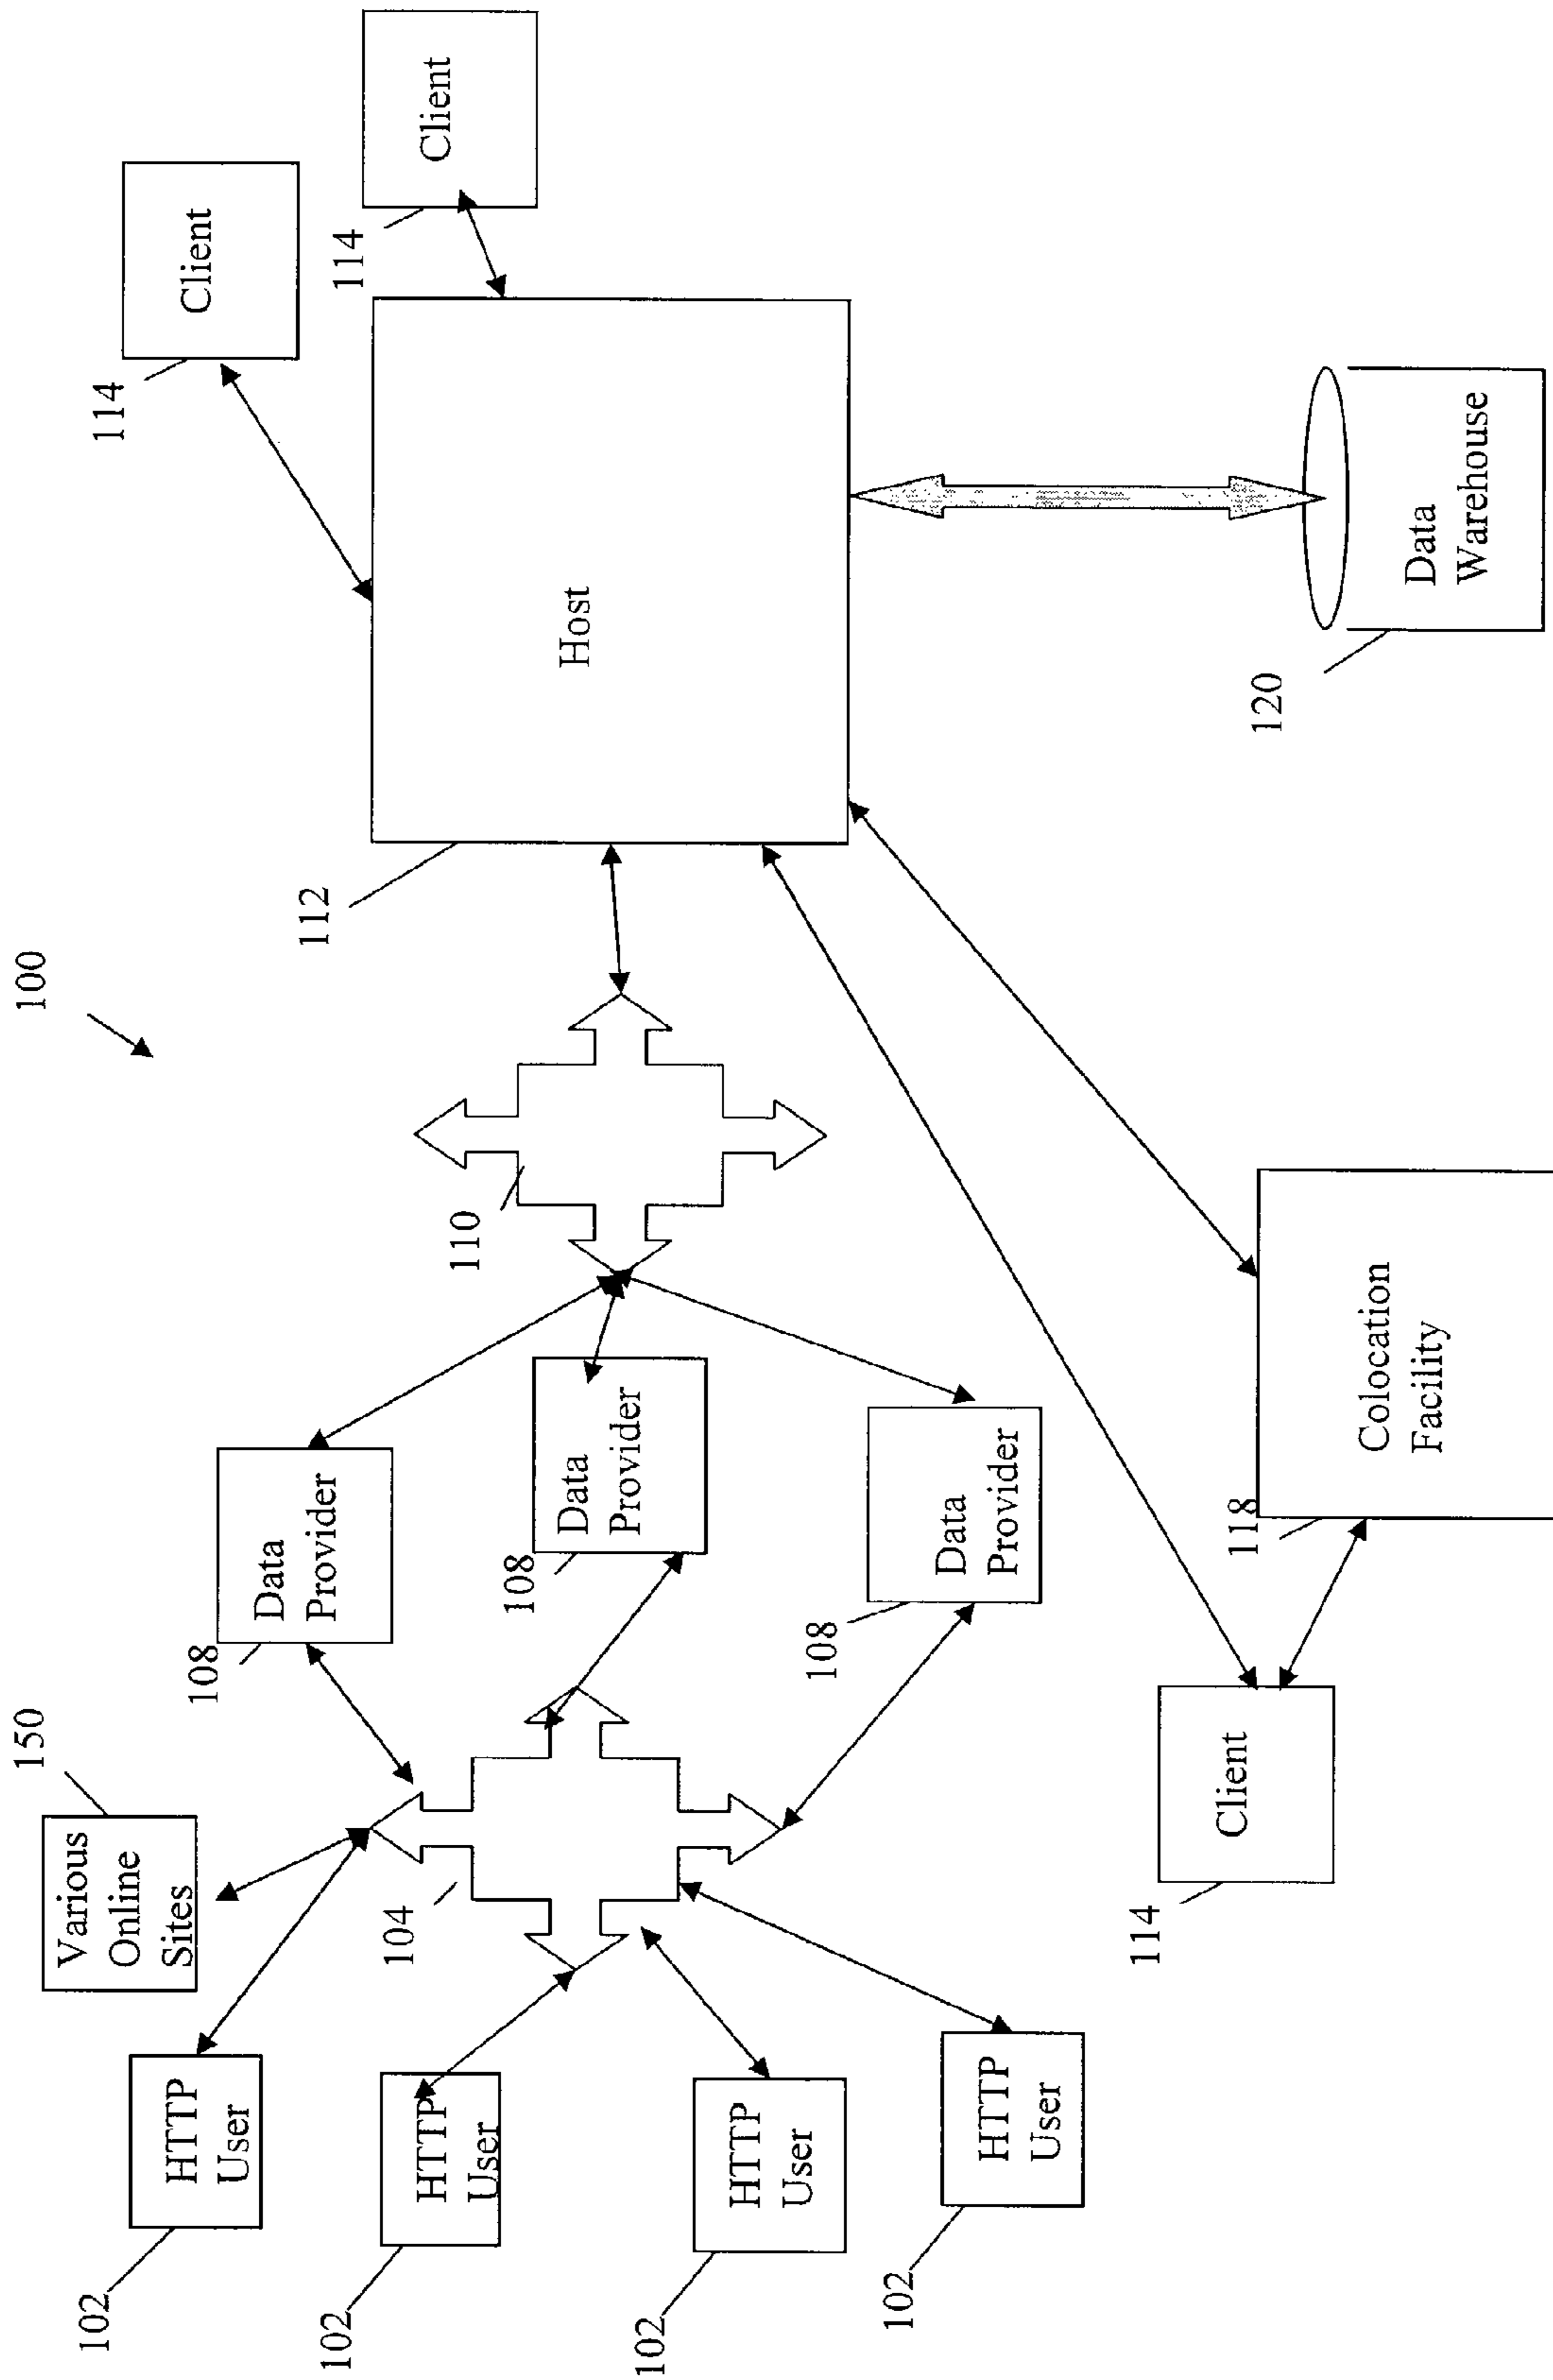 100
150
Various
Online
Sites
102
HTTP
User
102
HTTP
User
102
HTTP
User
102
HTTP
User
104
108
Data
Provider
108
Data
Provider
108
Data
Provider
110
112
Host
114
Client
114
Client
114
Client
118
Colocation
Facility
120
Data
Warehouse